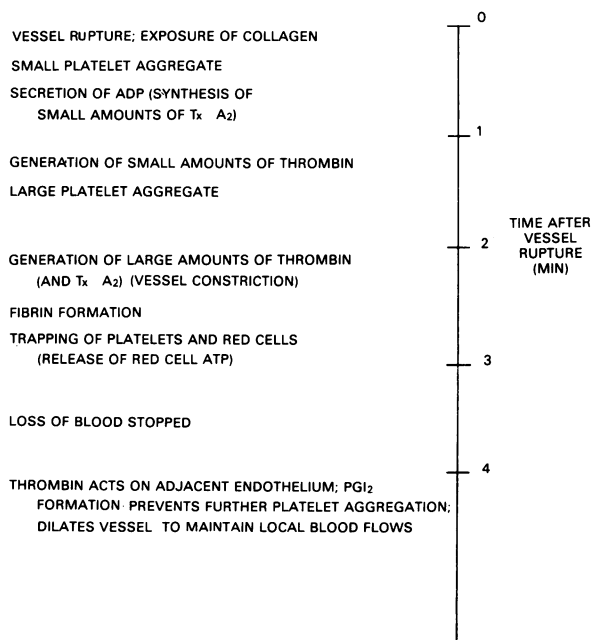 0
VESSEL RUPTURE; EXPOSURE OF COLLAGEN
SMALL PLATELET AGGREGATE
SECRETION OF ADP (SYNTHESIS OF
SMALL AMOUNTS OF Tx A2)
1
GENERATION OF SMALL AMOUNTS OF THROMBIN
LARGE PLATELET AGGREGATE
TIME AFTER
VESSEL
RUPTURE
(MIN)
2
GENERATION OF LARGE AMOUNTS OF THROMBIN
(AND Tx A2) (VESSEL CONSTRICTION)
FIBRIN FORMATION
TRAPPING OF PLATELETS AND RED CELLS
(RELEASE OF RED CELL ATP)
3
LOSS OF BLOOD STOPPED
4
THROMBIN ACTS ON ADJACENT ENDOTHELIUM; PGI2
FORMATION PREVENTS FURTHER PLATELET AGGREGATION;
DILATES VESSEL TO MAINTAIN LOCAL BLOOD FLOWS